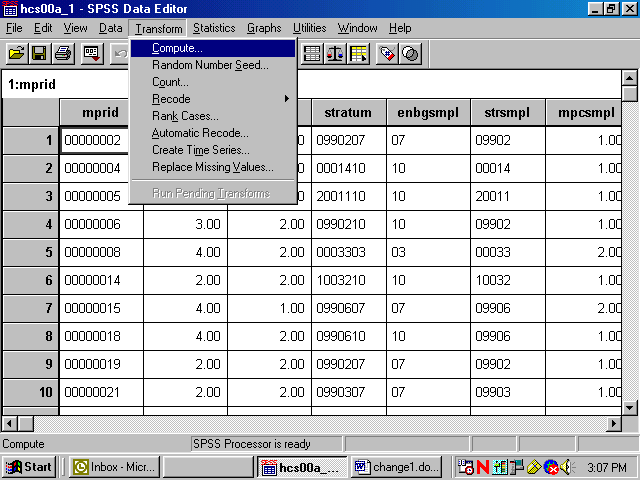 hcs00a_1 - SPSS Data Editor
File Edit View Data Transform Statistics Graphs Utilities Window Help
Compute...
Random Number Seed...
Count...
Recode
Rank Cases...
Automatic Recode...
Create Time Series...
Replace Missing Values...
Run Pending Transforms
1:mprid
mprid stratum enbgsmpl strsmpl mpcsmpl
1 00000002 0 0990207 07 09902 1.00
2 00000004 0 0001410 10 00014 1.00
3 00000005 0 2001110 10 20011 1.00
4 00000006 3.00 2.00 0990210 10 09902 1.00
5 00000008 4.00 2.00 0003303 03 00033 2.00
6 00000014 2.00 2.00 1003210 10 10032 1.00
7 00000015 4.00 1.00 0990607 07 09906 2.00
8 00000018 4.00 2.00 0990610 10 09906 1.00
9 00000019 2.00 2.00 0990207 07 09902 1.00
10 00000021 2.00 2.00 0990307 07 09903 1.00
Compute SPSS Processor is ready
Start Inbox - Micr... hcs00a_... change1.do... 3:07 PM